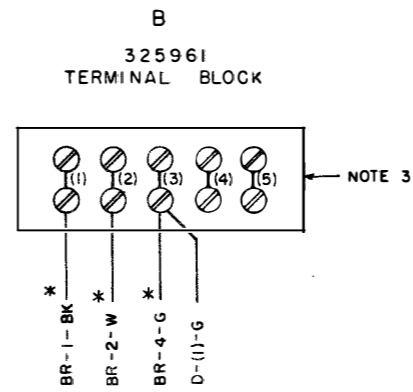 B
325961
TERMINAL BLOCK
(1) (2) (3) (4) (5)
NOTE 3
* BR-1-BK
* BR-2-W
* BR-4-G
D-(1)-G